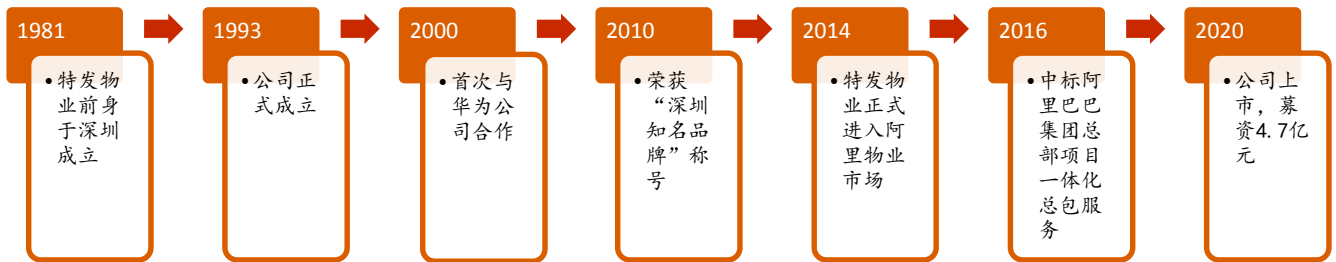 1981
•特发物
业前身
于深圳
成立
1993
•公司正
式成立
2000
•首次与
华为公
司合作
2010
•荣获
“深圳
知名品
牌”称
号
2014
•特发物
业正式
进入阿
里物业
市场
2016
•中标阿
里巴巴
集团总
部项目
一体化
总包服
务
2020
•公司上
市，募
资4.7亿
元